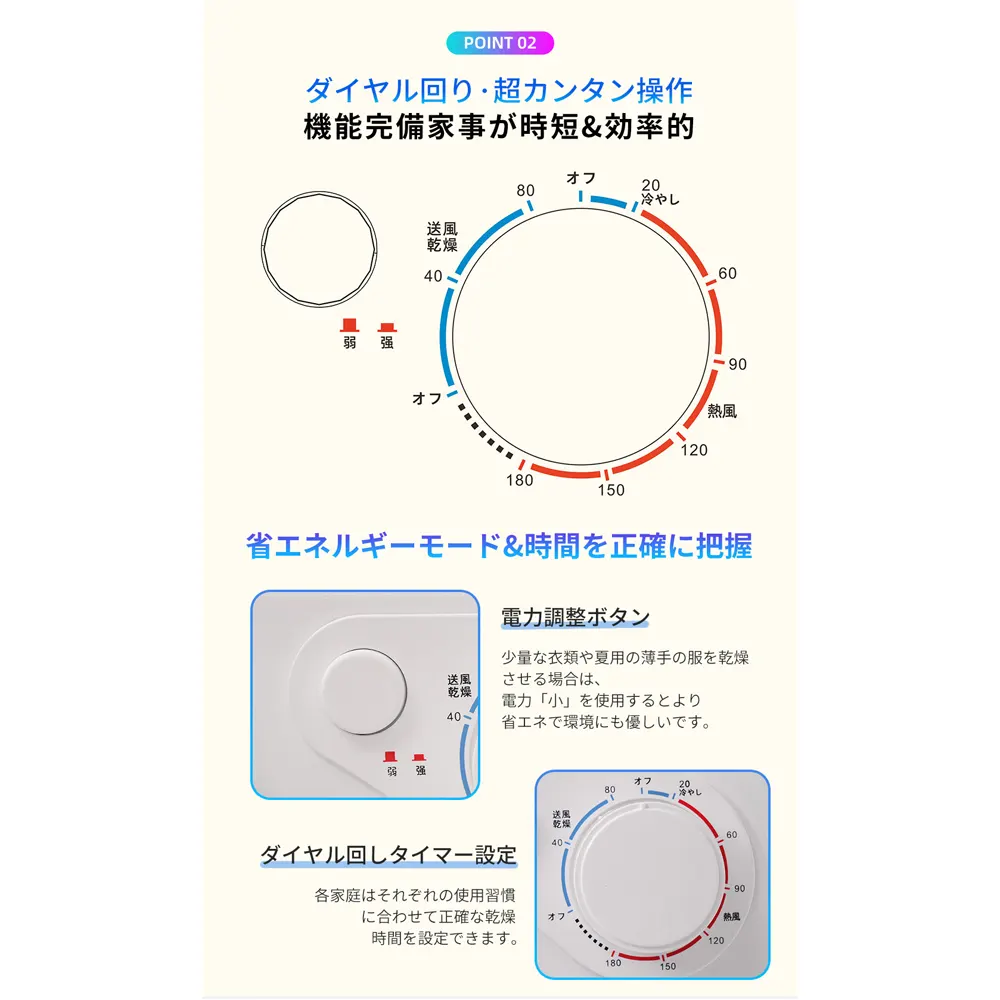 POINT 02
ダイヤル回り·超カンタン操作
機能完備家事が時短&効率的
オフ
20
冷やし
80
送風
乾燥
40
60
90
熱風
オフ
120
180
150
弱
强
省エネルギーモード&時間を正確に把握
電力調整ボタン
少量な衣類や夏用の薄手の服を乾燥
させる場合は、
電力「小」を使用するとより
省エネで環境にも優しいです。
送風
乾燥
40
弱
强
ダイヤル回しタイマー設定
各家庭はそれぞれの使用習慣
に合わせて正確な乾燥
時間を設定できます。
オフ
20
冷やし
80
送風
乾燥
40
60
90
オフ
熱風
120
180
150